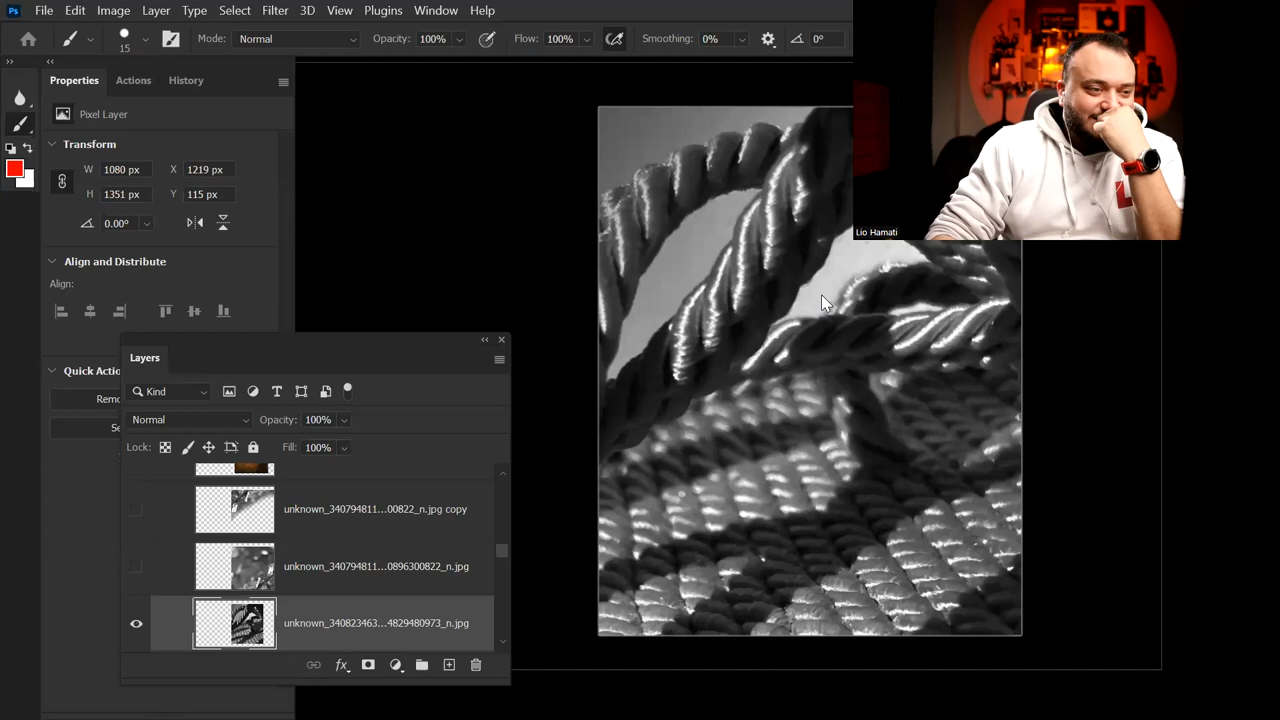 Ps File Edit Image Layer Type Select Filter 3D View Plugins Window Help
15 Mode: Normal Opacity: 100% Flow: 100% Smoothing: 0% 0°
Properties Actions History
Pixel Layer
Transform
W 1080 px X 1219 px
H 1351 px Y 115 px
0.00°
Align and Distribute
Align:
Quick Actio
Remo
Se
Layers
Kind
Normal Opacity: 100%
Lock: Fill: 100%
unknown_340794811...00822_n.jpg copy
unknown_340794811...0896300822_n.jpg
unknown_340823463...4829480973_n.jpg
fx
Lio Hamati